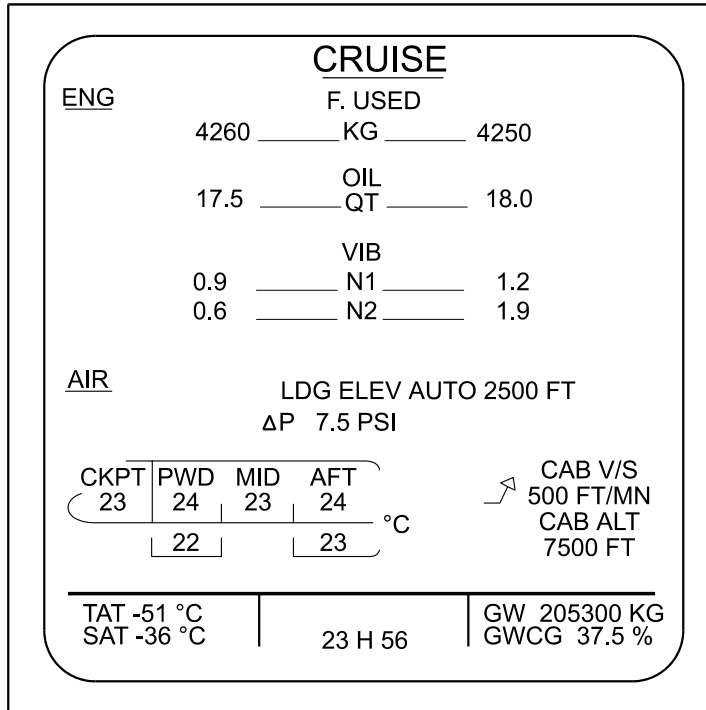 CRUISE
ENG
F. USED
4260 KG 4250
OIL
17.5 QT 18.0
VIB
0.9 N1 1.2
0.6 N2 1.9
AIR
LDG ELEV AUTO 2500 FT
ΔP 7.5 PSI
CKPT PWD MID AFT
23 24 23 24
°C
22 23
CAB V/S
500 FT/MN
CAB ALT
7500 FT
TAT -51 °C
SAT -36 °C
23 H 56
GW 205300 KG
GWCG 37.5 %